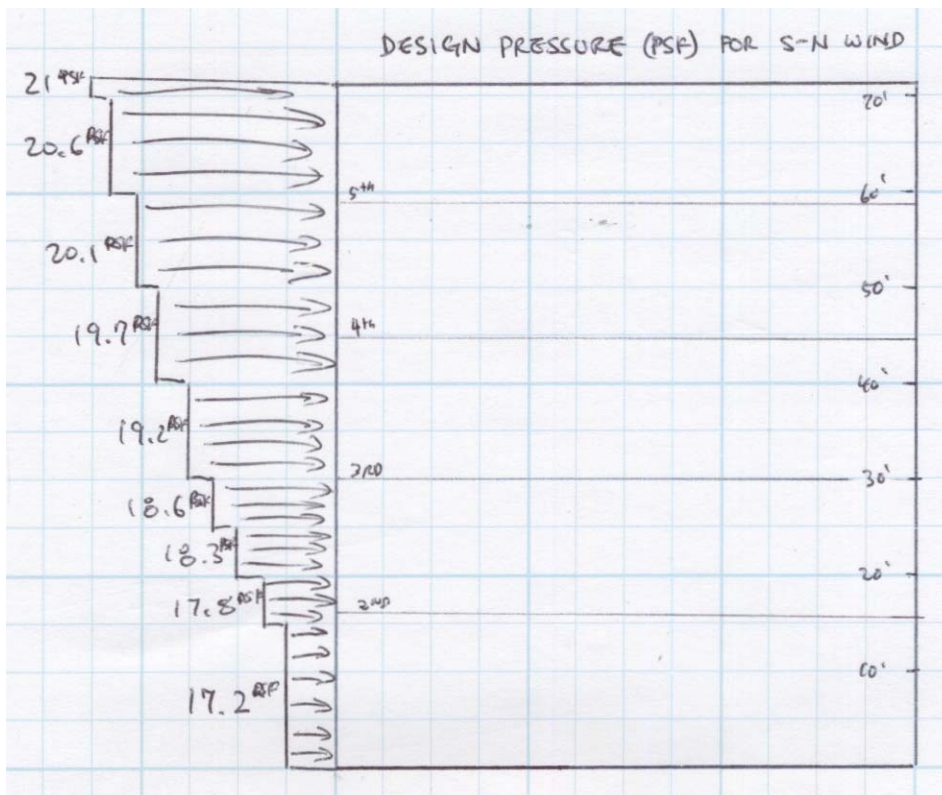 DESIGN PRESSURE (PSF) FOR S-N WIND
21 PSF
70'
20.6 PSF
5th
60'
20.1 PSF
50'
19.7 PSF
4th
40'
19.2 PSF
3RD
30'
18.6 PSF
18.3 PSF
20'
17.8 PSF
2ND
10'
17.2 PSF